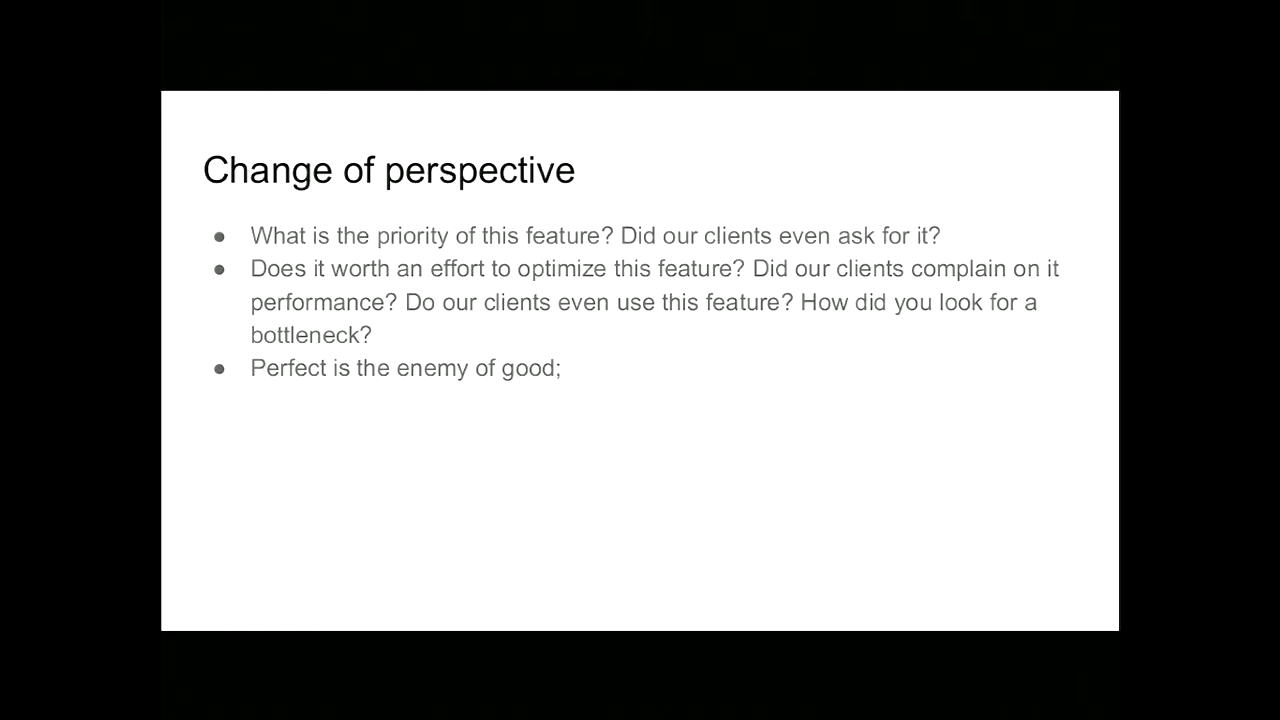 Change of perspective
● What is the priority of this feature? Did our clients even ask for it?
● Does it worth an effort to optimize this feature? Did our clients complain on it
performance? Do our clients even use this feature? How did you look for a
bottleneck?
● Perfect is the enemy of good;